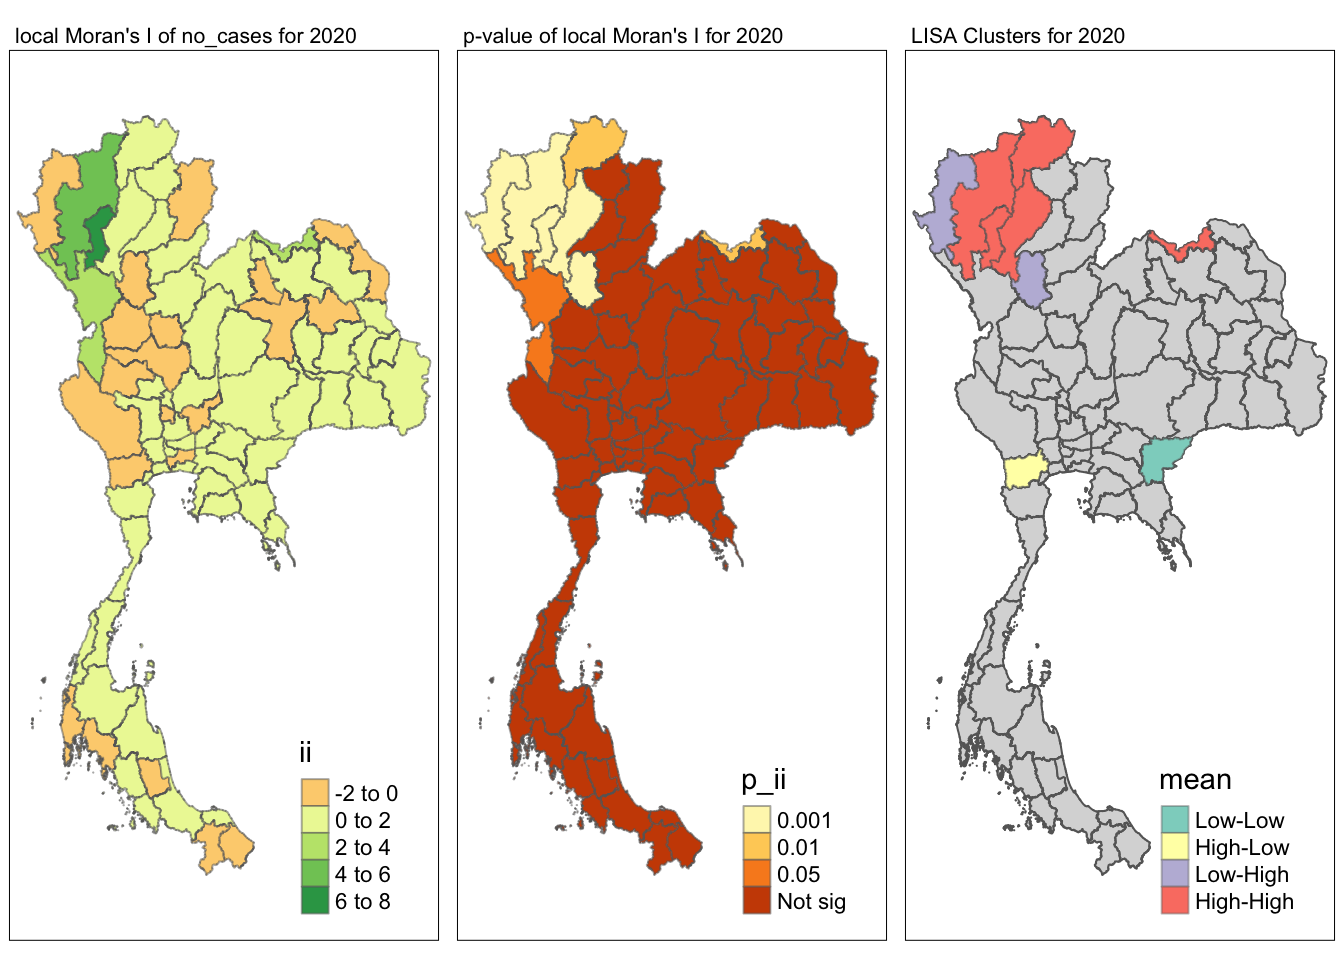 local Moran's I of no_cases for 2020
p-value of local Moran's I for 2020
LISA Clusters for 2020
ii
-2 to 0
0 to 2
2 to 4
4 to 6
6 to 8
p_ii
0.001
0.01
0.05
Not sig
mean
Low-Low
High-Low
Low-High
High-High